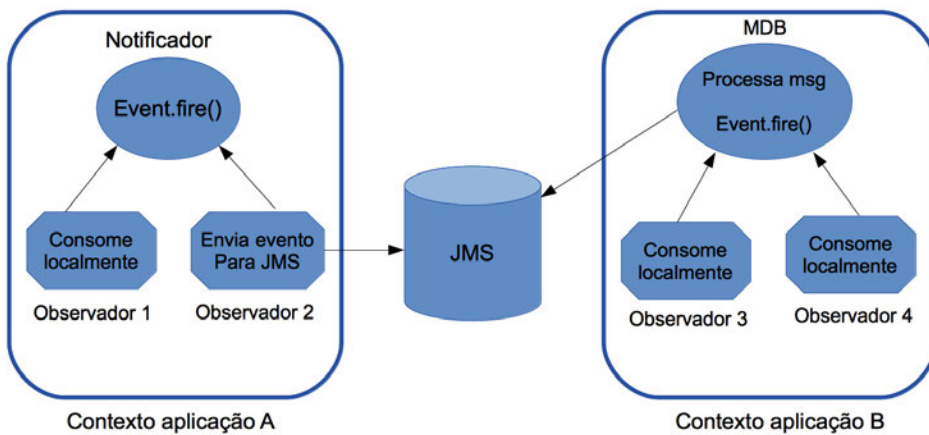 Notificador
Event.fire()
Consome
localmente
Observador 1
Envia evento
Para JMS
Observador 2
Contexto aplicação A
JMS
MDB
Processa msg
Event.fire()
Consome
localmente
Observador 3
Consome
localmente
Observador 4
Contexto aplicação B